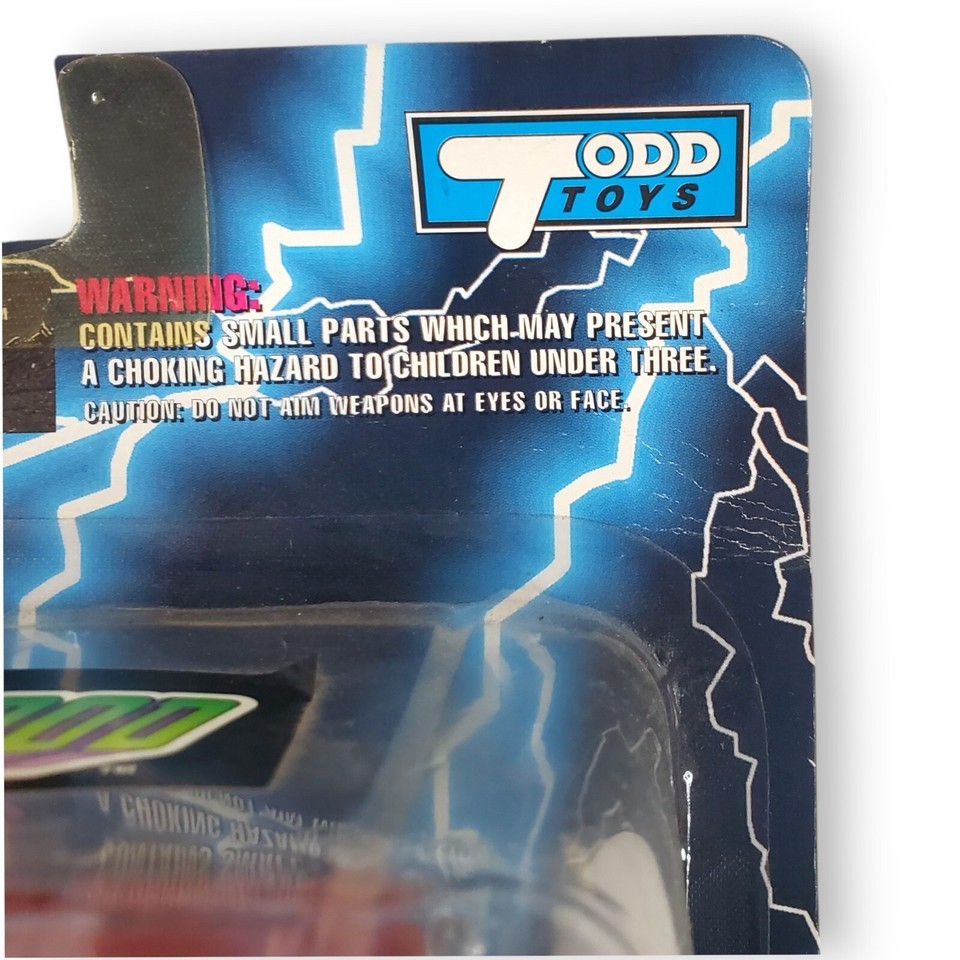 TODD
TOYS
WARNING:
CONTAINS SMALL PARTS WHICH MAY PRESENT
A CHOKING HAZARD TO CHILDREN UNDER THREE.
CAUTION: DO NOT AIM WEAPONS AT EYES OR FACE.